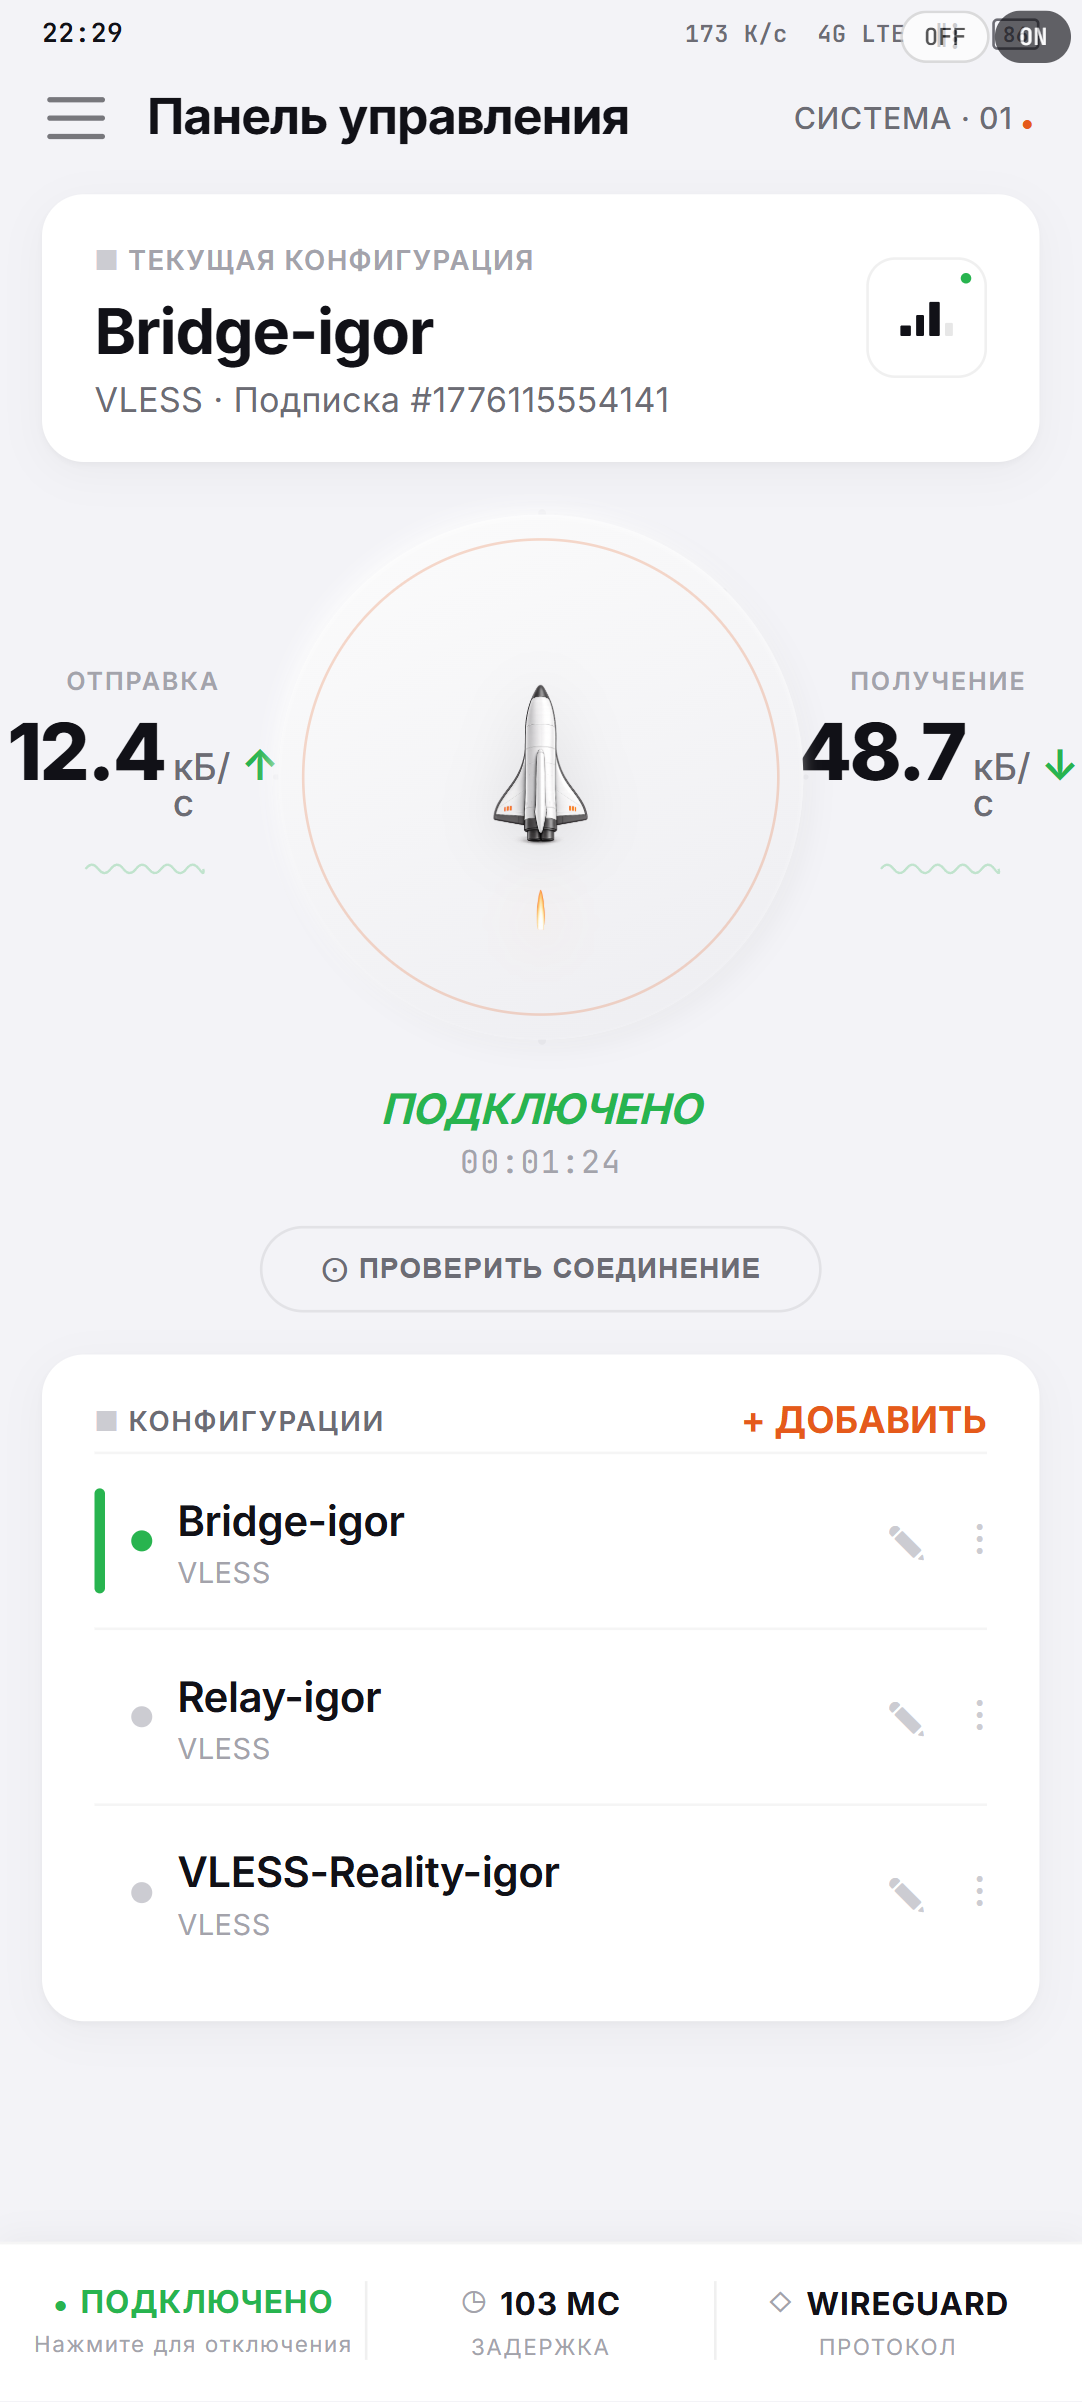 22:29
173 K/c 4G LTE OFF ON
Панель управления
СИСТЕМА · 01
ТЕКУЩАЯ КОНФИГУРАЦИЯ
Bridge-igor
VLESS · Подписка #1776115554141
ОТПРАВКА
12.4 кБ/с ↑
ПОЛУЧЕНИЕ
48.7 кБ/с ↓
ПОДКЛЮЧЕНО
00:01:24
ПРОВЕРИТЬ СОЕДИНЕНИЕ
КОНФИГУРАЦИИ
+ ДОБАВИТЬ
Bridge-igor
VLESS
Relay-igor
VLESS
VLESS-Reality-igor
VLESS
ПОДКЛЮЧЕНО
Нажмите для отключения
103 МС
ЗАДЕРЖКА
WIREGUARD
ПРОТОКОЛ